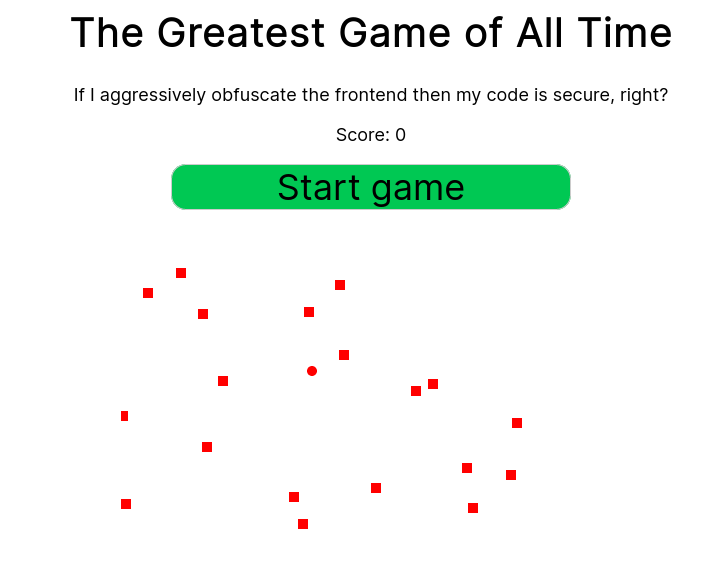 The Greatest Game of All Time
If I aggressively obfuscate the frontend then my code is secure, right?
Score: 0
Start game